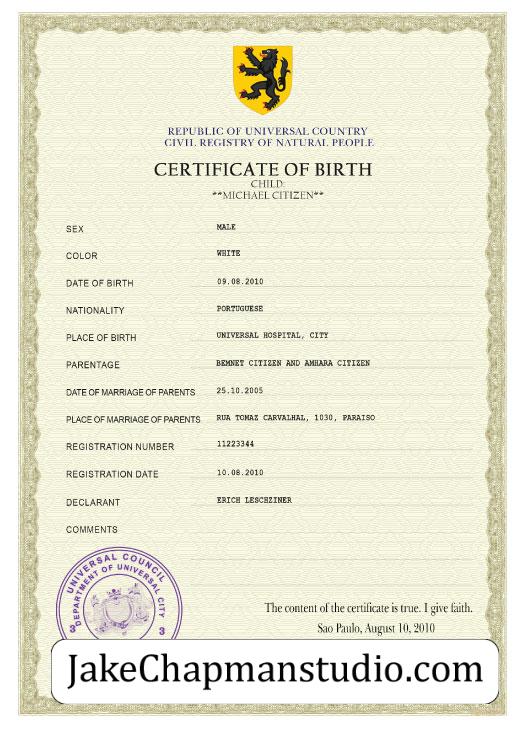 REPUBLIC OF UNIVERSAL COUNTRY
CIVIL REGISTRY OF NATURAL PEOPLE
CERTIFICATE OF BIRTH
CHILD:
**MICHAEL CITIZEN**
SEX MALE
COLOR WHITE
DATE OF BIRTH 09.08.2010
NATIONALITY PORTUGUESE
PLACE OF BIRTH UNIVERSAL HOSPITAL, CITY
PARENTAGE BEMNET CITIZEN AND AMHARA CITIZEN
DATE OF MARRIAGE OF PARENTS 25.10.2005
PLACE OF MARRIAGE OF PARENTS RUA TOMAZ CARVALHAL, 1030, PARAISO
REGISTRATION NUMBER 11223344
REGISTRATION DATE 10.08.2010
DECLARANT ERICH LESCHZINER
COMMENTS
UNIVERSAL COUNCIL
DEPARTMENT OF UNIVERSAL CITY
3 3
The content of the certificate is true. I give faith.
Sao Paulo, August 10, 2010
JakeChapmanstudio.com